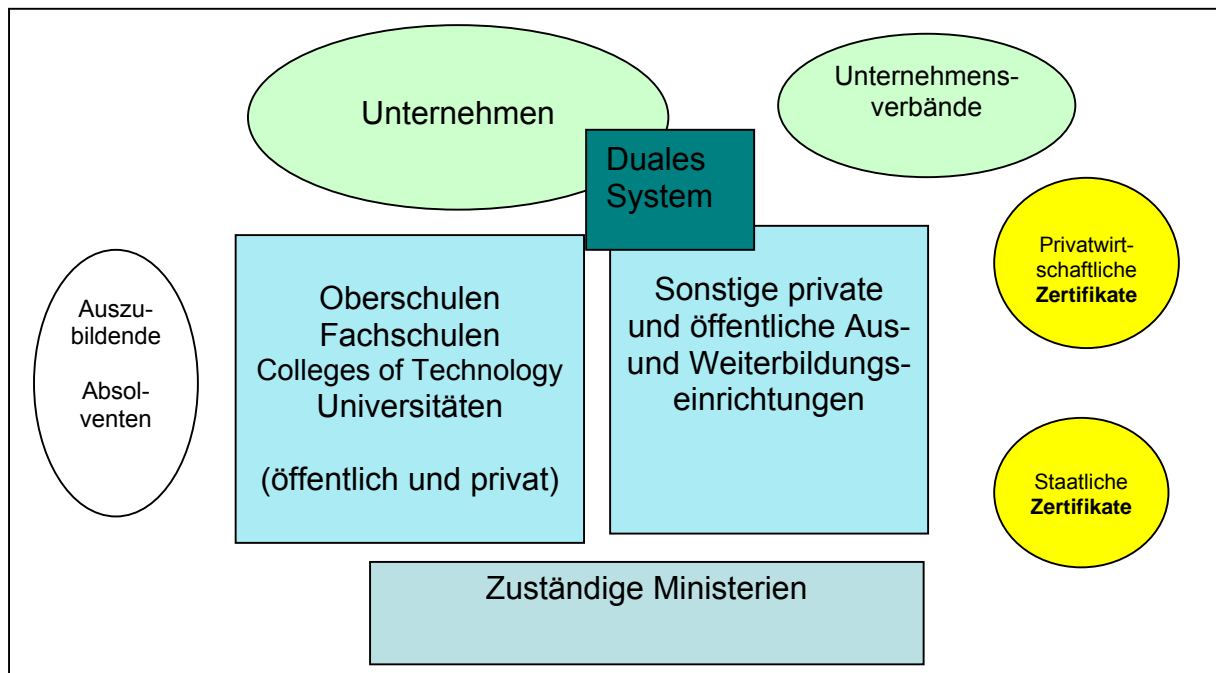 Unternehmen
Unternehmens-
verbände
Duales
System
Privatwirt-
schaftliche
Zertifikate
Auszu-
bildende
Absol-
venten
Oberschulen
Fachschulen
Colleges of Technology
Universitäten
(öffentlich und privat)
Sonstige private
und öffentliche Aus-
und Weiterbildungs-
einrichtungen
Staatliche
Zertifikate
Zuständige Ministerien